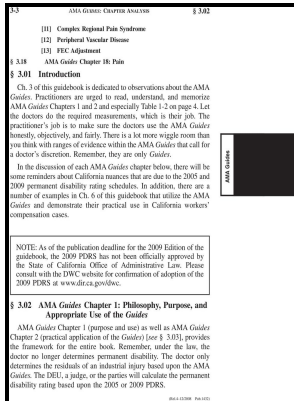 3-3 AMA GUIDES: CHAPTER ANALYSIS § 3.02
[11] Complex Regional Pain Syndrome
[12] Peripheral Vascular Disease
[13] FEC Adjustment
§ 3.18 AMA Guides Chapter 18: Pain
§ 3.01 Introduction
Ch. 3 of this guidebook is dedicated to observations about the AMA
Guides. Practitioners are urged to read, understand, and memorize
AMA Guides Chapters 1 and 2 and especially Table 1-2 on page 4. Let
the doctors do the required measurements, which is their job. The
practitioner's job is to make sure the doctors use the AMA Guides
honestly, objectively, and fairly. There is a lot more wiggle room than
you think with ranges of evidence within the AMA Guides that call for
a doctor's discretion. Remember, they are only Guides.
In the discussion of each AMA Guides chapter below, there will be
some reminders about California nuances that are due to the 2005 and
2009 permanent disability rating schedules. In addition, there are a
number of examples in Ch. 6 of this guidebook that utilize the AMA
Guides and demonstrate their practical use in California workers'
compensation cases.
AMA Guides
NOTE: As of the publication deadline for the 2009 Edition of the
guidebook, the 2009 PDRS has not been officially approved by
the State of California Office of Administrative Law. Please
consult with the DWC website for confirmation of adoption of the
2009 PDRS at www.dir.ca.gov/dwc.
§ 3.02 AMA Guides Chapter 1: Philosophy, Purpose, and
Appropriate Use of the Guides
AMA Guides Chapter 1 (purpose and use) as well as AMA Guides
Chapter 2 (practical application of the Guides) [see § 3.03], provides
the framework for the entire book. Remember, under the law, the
doctor no longer determines permanent disability. The doctor only
determines the residuals of an industrial injury based upon the AMA
Guides. The DEU, a judge, or the parties will calculate the permanent
disability rating based upon the 2005 or 2009 PDRS.